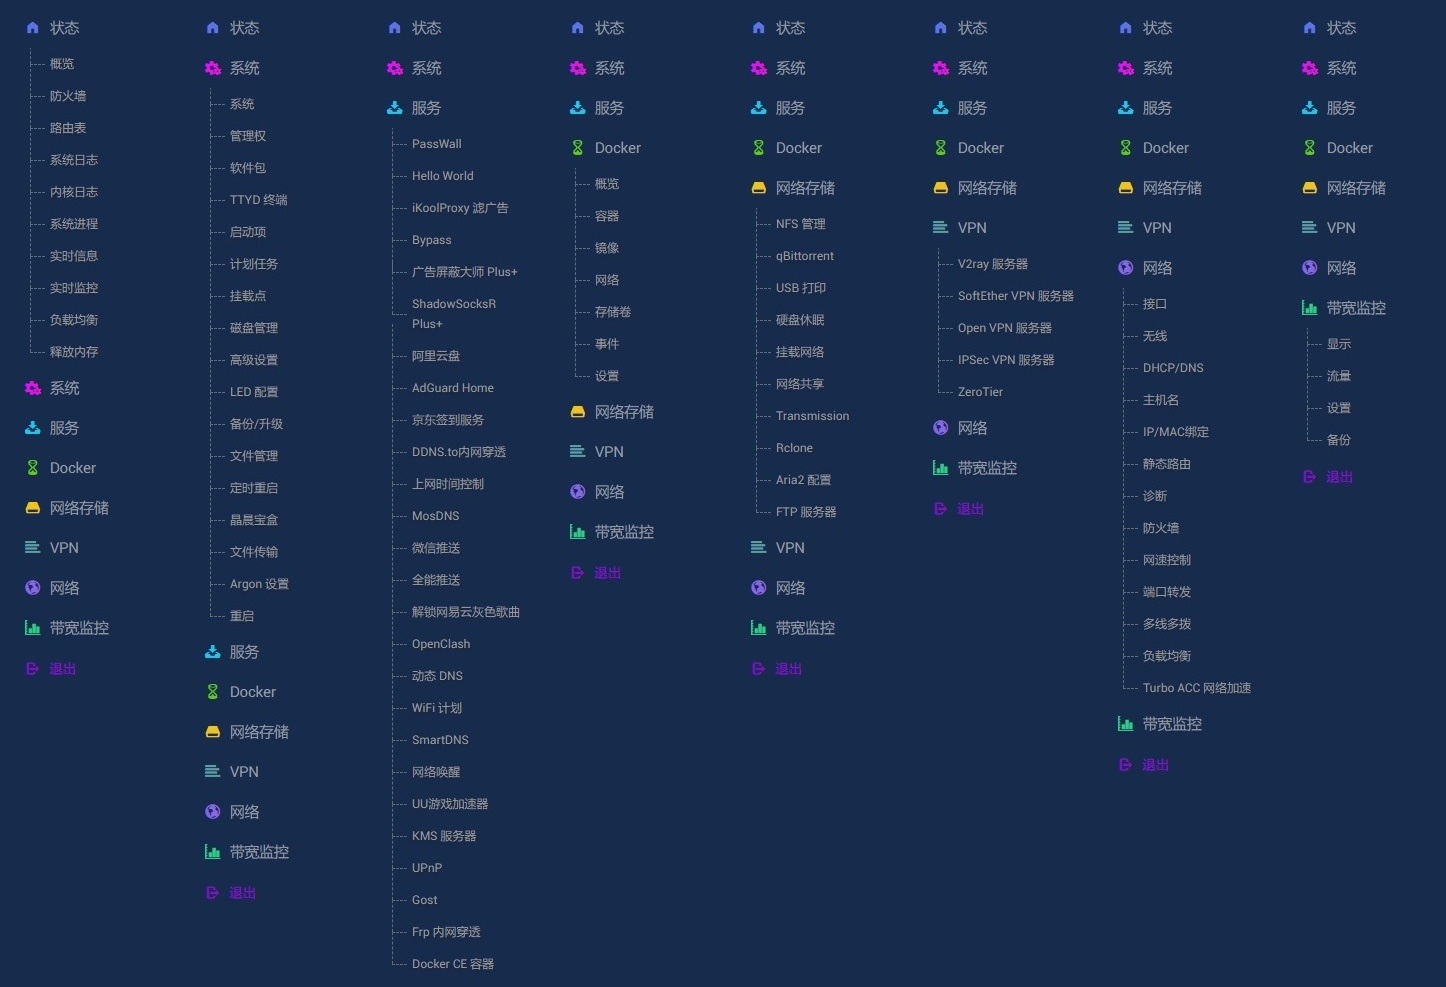 状态
概览
防火墙
路由表
系统日志
内核日志
系统进程
实时信息
实时监控
负载均衡
释放内存
系统
服务
Docker
网络存储
VPN
网络
带宽监控
退出
状态
系统
系统
管理权
软件包
TTYD 终端
启动项
计划任务
挂载点
磁盘管理
高级设置
LED 配置
备份/升级
文件管理
定时重启
晶晨宝盒
文件传输
Argon 设置
重启
服务
Docker
网络存储
VPN
网络
带宽监控
退出
状态
系统
服务
PassWall
Hello World
iKoolProxy 滤广告
Bypass
广告屏蔽大师 Plus+
ShadowSocksR
Plus+
阿里云盘
AdGuard Home
京东签到服务
DDNS.to内网穿透
上网时间控制
MosDNS
微信推送
全能推送
解锁网易云灰色歌曲
OpenClash
动态 DNS
WiFi 计划
SmartDNS
网络唤醒
UU游戏加速器
KMS 服务器
UPnP
Gost
Frp 内网穿透
Docker CE 容器
状态
系统
服务
Docker
概览
容器
镜像
网络
存储卷
事件
设置
网络存储
VPN
网络
带宽监控
退出
状态
系统
服务
Docker
网络存储
NFS 管理
qBittorrent
USB 打印
硬盘休眠
挂载网络
网络共享
Transmission
Rclone
Aria2 配置
FTP 服务器
VPN
网络
带宽监控
退出
状态
系统
服务
Docker
网络存储
VPN
V2ray 服务器
SoftEther VPN 服务器
Open VPN 服务器
IPSec VPN 服务器
ZeroTier
网络
带宽监控
退出
状态
系统
服务
Docker
网络存储
VPN
网络
接口
无线
DHCP/DNS
主机名
IP/MAC绑定
静态路由
诊断
防火墙
网速控制
端口转发
多线多拨
负载均衡
Turbo ACC 网络加速
带宽监控
退出
状态
系统
服务
Docker
网络存储
VPN
网络
带宽监控
显示
流量
设置
备份
退出